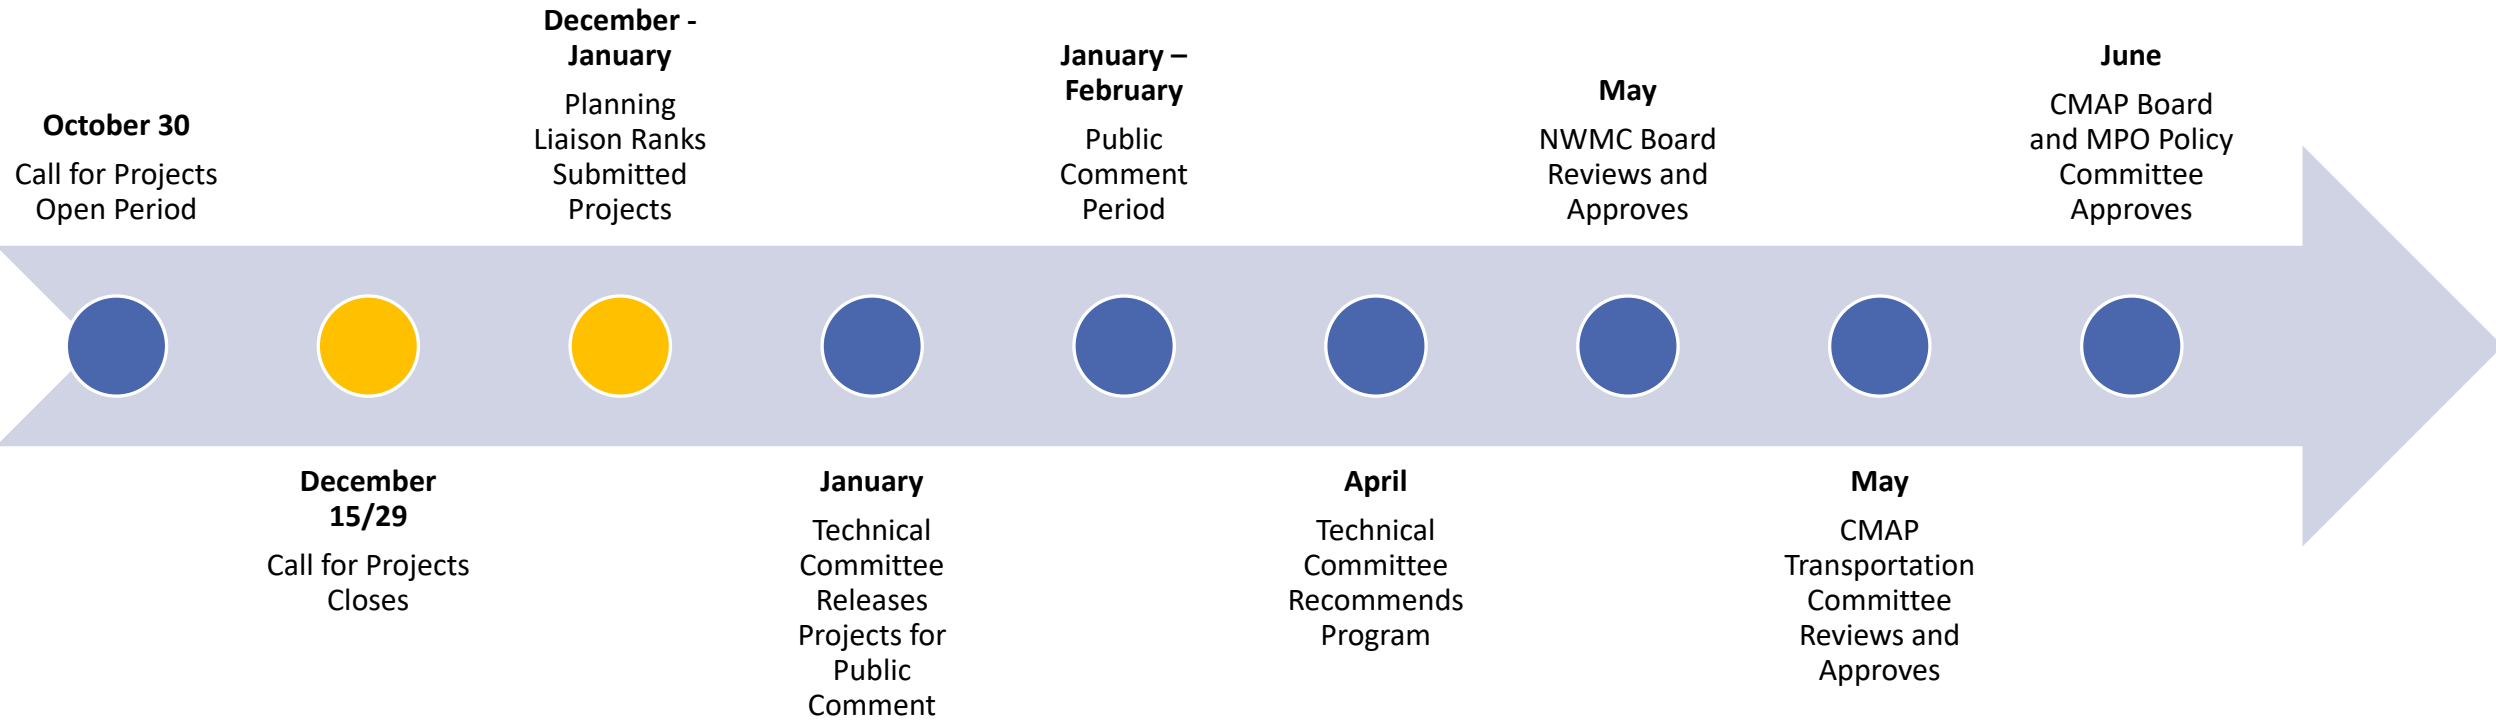 October 30
Call for Projects
Open Period
December
15/29
Call for Projects
Closes
December -
January
Planning
Liaison Ranks
Submitted
Projects
January
Technical
Committee
Releases
Projects for
Public
Comment
January –
February
Public
Comment
Period
April
Technical
Committee
Recommends
Program
May
NWMC Board
Reviews and
Approves
May
CMAP
Transportation
Committee
Reviews and
Approves
June
CMAP Board
and MPO Policy
Committee
Approves